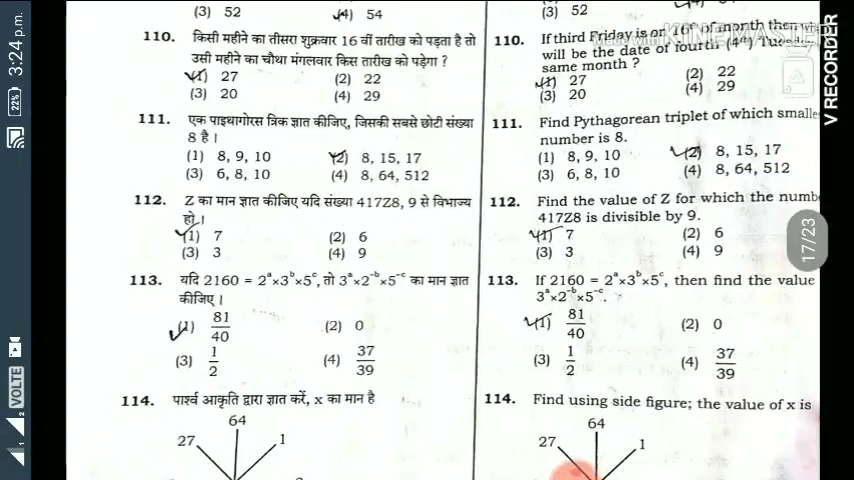 3:24 p.m.
22%
VOLTE
V RECORDER
Made with KINEMASTER
17/23
(3) 52 (4) 54
110. किसी महीने का तीसरा शुक्रवार 16 वीं तारीख को पड़ता है तो
उसी महीने का चौथा मंगलवार किस तारीख को पड़ेगा ?
(1) 27 (2) 22
(3) 20 (4) 29
111. एक पाइथागोरस त्रिक ज्ञात कीजिए, जिसकी सबसे छोटी संख्या
8 है।
(1) 8, 9, 10 (2) 8, 15, 17
(3) 6, 8, 10 (4) 8, 64, 512
112. Z का मान ज्ञात कीजिए यदि संख्या 417Z8, 9 से विभाज्य
हो।
(1) 7 (2) 6
(3) 3 (4) 9
113. यदि 2160 = 2ᵃ×3ᵇ×5ᶜ, तो 3ᵃ×2⁻ᵇ×5⁻ᶜ का मान ज्ञात
कीजिए।
(1) 81/40 (2) 0
(3) 1/2 (4) 37/39
114. पार्श्व आकृति द्वारा ज्ञात करें, x का मान है
64
27 1
(3) 52
110. If third Friday is on 16 of month then
will be the date of fourth (4) Tuesd
same month ?
(1) 27 (2) 22
(3) 20 (4) 29
111. Find Pythagorean triplet of which smalle
number is 8.
(1) 8, 9, 10 (2) 8, 15, 17
(3) 6, 8, 10 (4) 8, 64, 512
112. Find the value of Z for which the numb
417Z8 is divisible by 9.
(1) 7 (2) 6
(3) 3 (4) 9
113. If 2160 = 2ᵃ×3ᵇ×5ᶜ, then find the value
3ᵃ×2⁻ᵇ×5⁻ᶜ.
(1) 81/40 (2) 0
(3) 1/2 (4) 37/39
114. Find using side figure; the value of x is
64
27 1